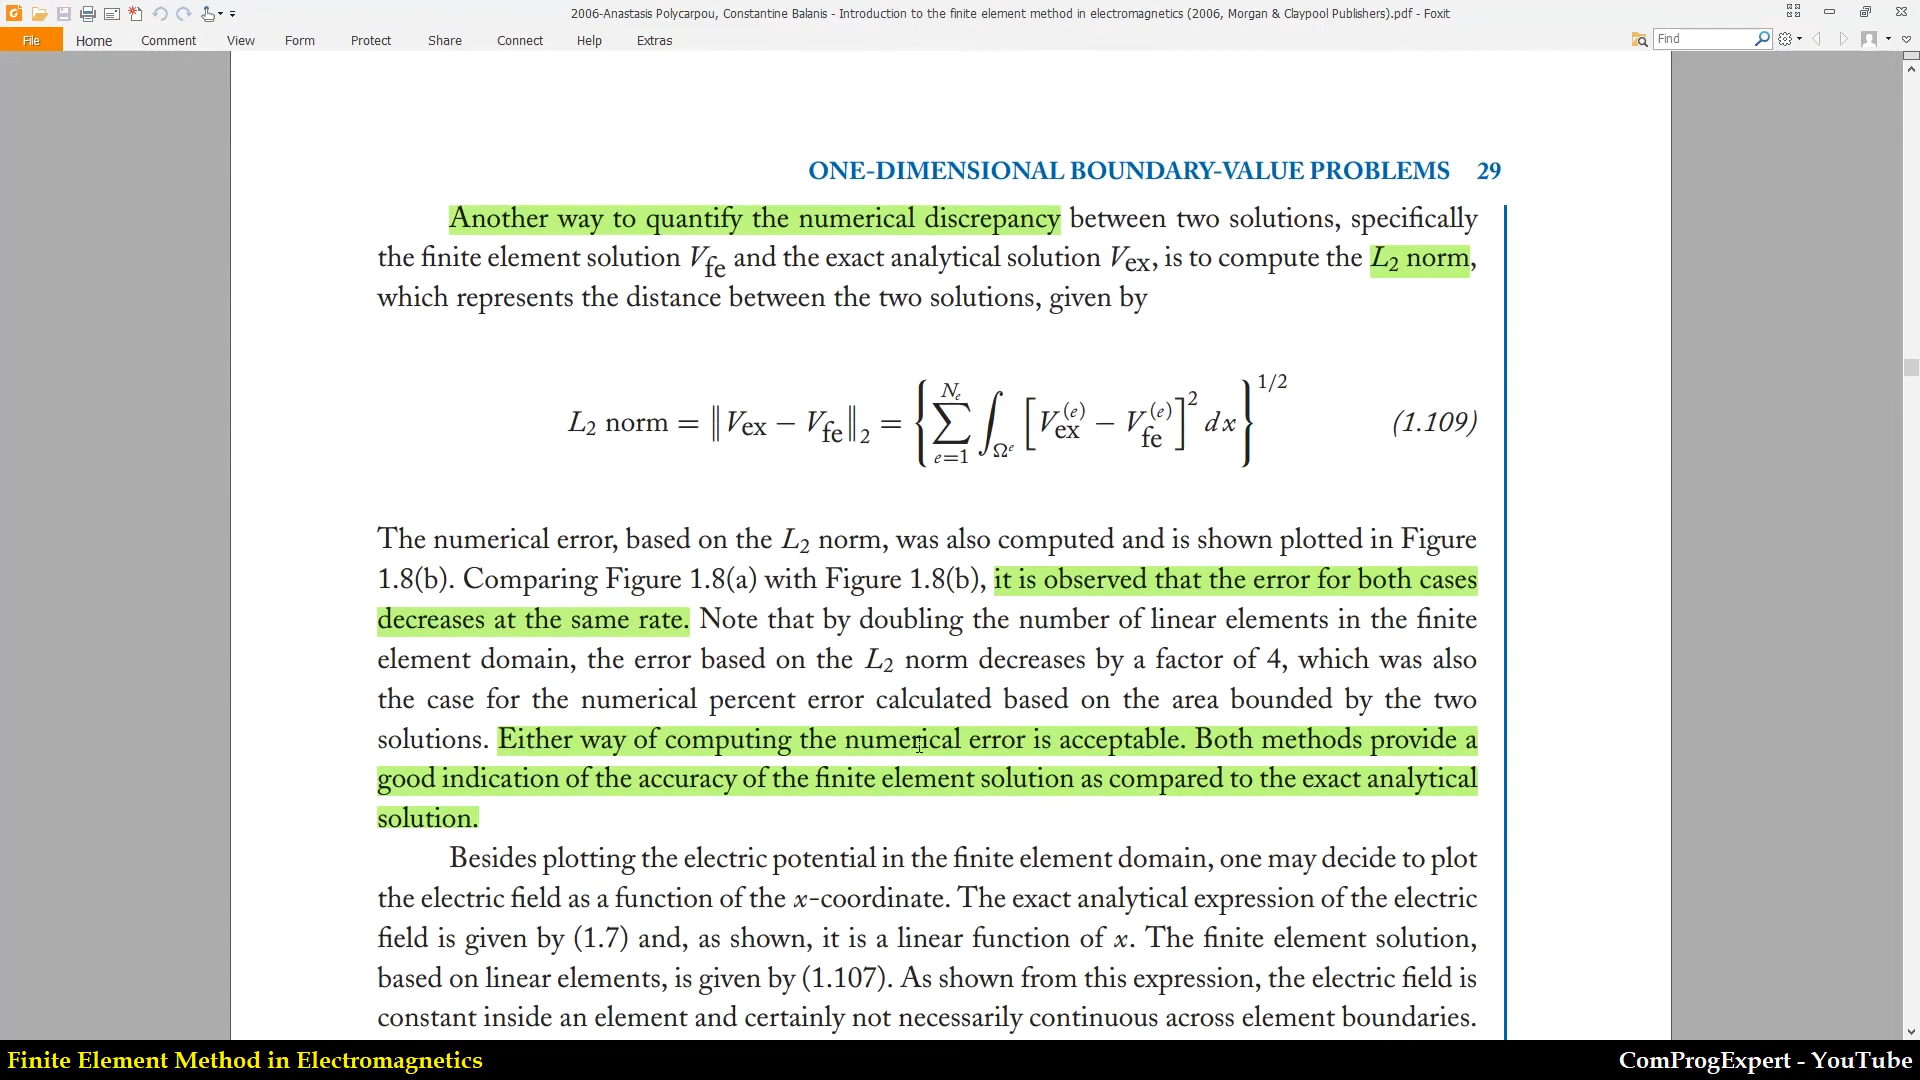 2006-Anastasis Polycarpou, Constantine Balanis - Introduction to the finite element method in electromagnetics (2006, Morgan & Claypool Publishers).pdf - Foxit
File Home Comment View Form Protect Share Connect Help Extras Find
ONE-DIMENSIONAL BOUNDARY-VALUE PROBLEMS 29
Another way to quantify the numerical discrepancy between two solutions, specifically
the finite element solution V_fe and the exact analytical solution V_ex, is to compute the L_2 norm,
which represents the distance between the two solutions, given by
L_2 norm = ‖V_ex − V_fe‖_2 = { ∑_{e=1}^{N_e} ∫_{Ω^e} [V_ex^(e) − V_fe^(e)]^2 dx }^{1/2} (1.109)
The numerical error, based on the L_2 norm, was also computed and is shown plotted in Figure
1.8(b). Comparing Figure 1.8(a) with Figure 1.8(b), it is observed that the error for both cases
decreases at the same rate. Note that by doubling the number of linear elements in the finite
element domain, the error based on the L_2 norm decreases by a factor of 4, which was also
the case for the numerical percent error calculated based on the area bounded by the two
solutions. Either way of computing the numerical error is acceptable. Both methods provide a
good indication of the accuracy of the finite element solution as compared to the exact analytical
solution.
Besides plotting the electric potential in the finite element domain, one may decide to plot
the electric field as a function of the x-coordinate. The exact analytical expression of the electric
field is given by (1.7) and, as shown, it is a linear function of x. The finite element solution,
based on linear elements, is given by (1.107). As shown from this expression, the electric field is
constant inside an element and certainly not necessarily continuous across element boundaries.
Finite Element Method in Electromagnetics
ComProgExpert - YouTube